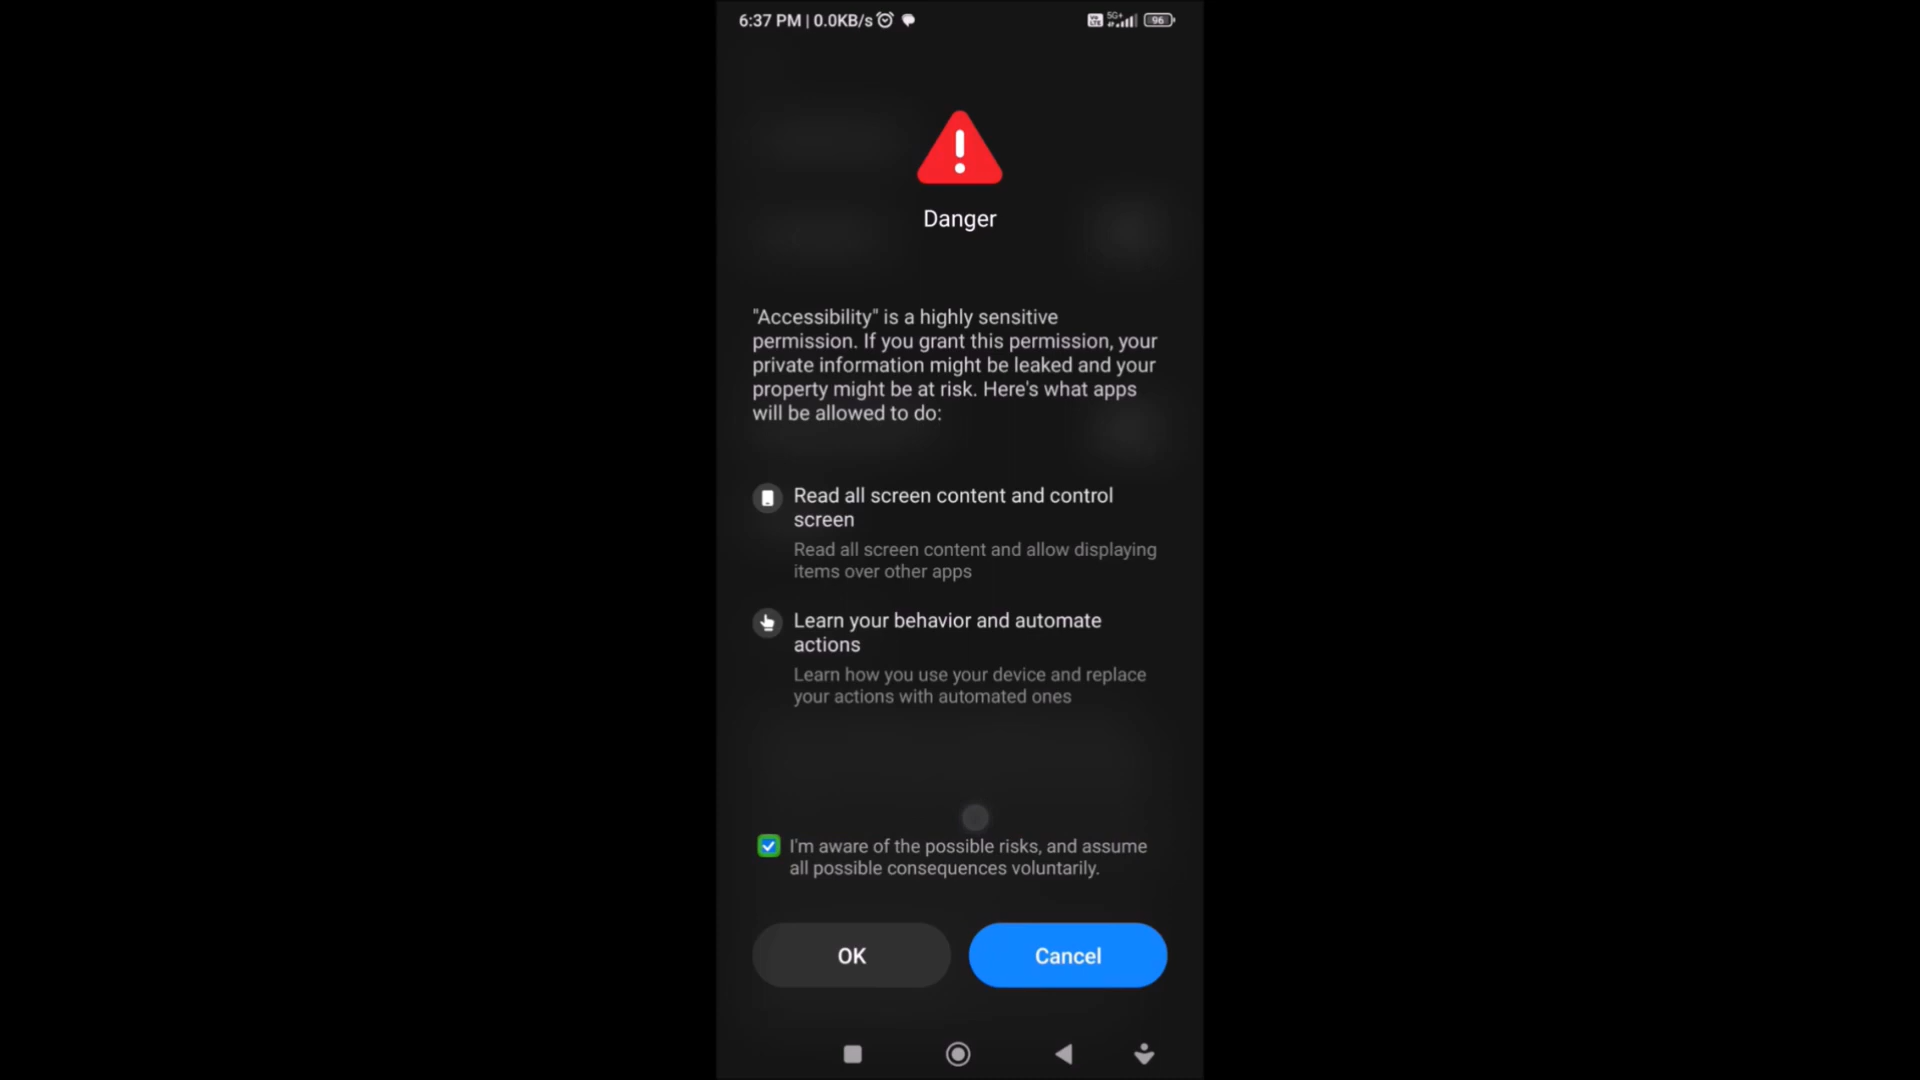 6:37 PM | 0.0KB/s 5G+ 96
Danger
"Accessibility" is a highly sensitive
permission. If you grant this permission, your
private information might be leaked and your
property might be at risk. Here's what apps
will be allowed to do:
Read all screen content and control
screen
Read all screen content and allow displaying
items over other apps
Learn your behavior and automate
actions
Learn how you use your device and replace
your actions with automated ones
I'm aware of the possible risks, and assume
all possible consequences voluntarily.
OK Cancel